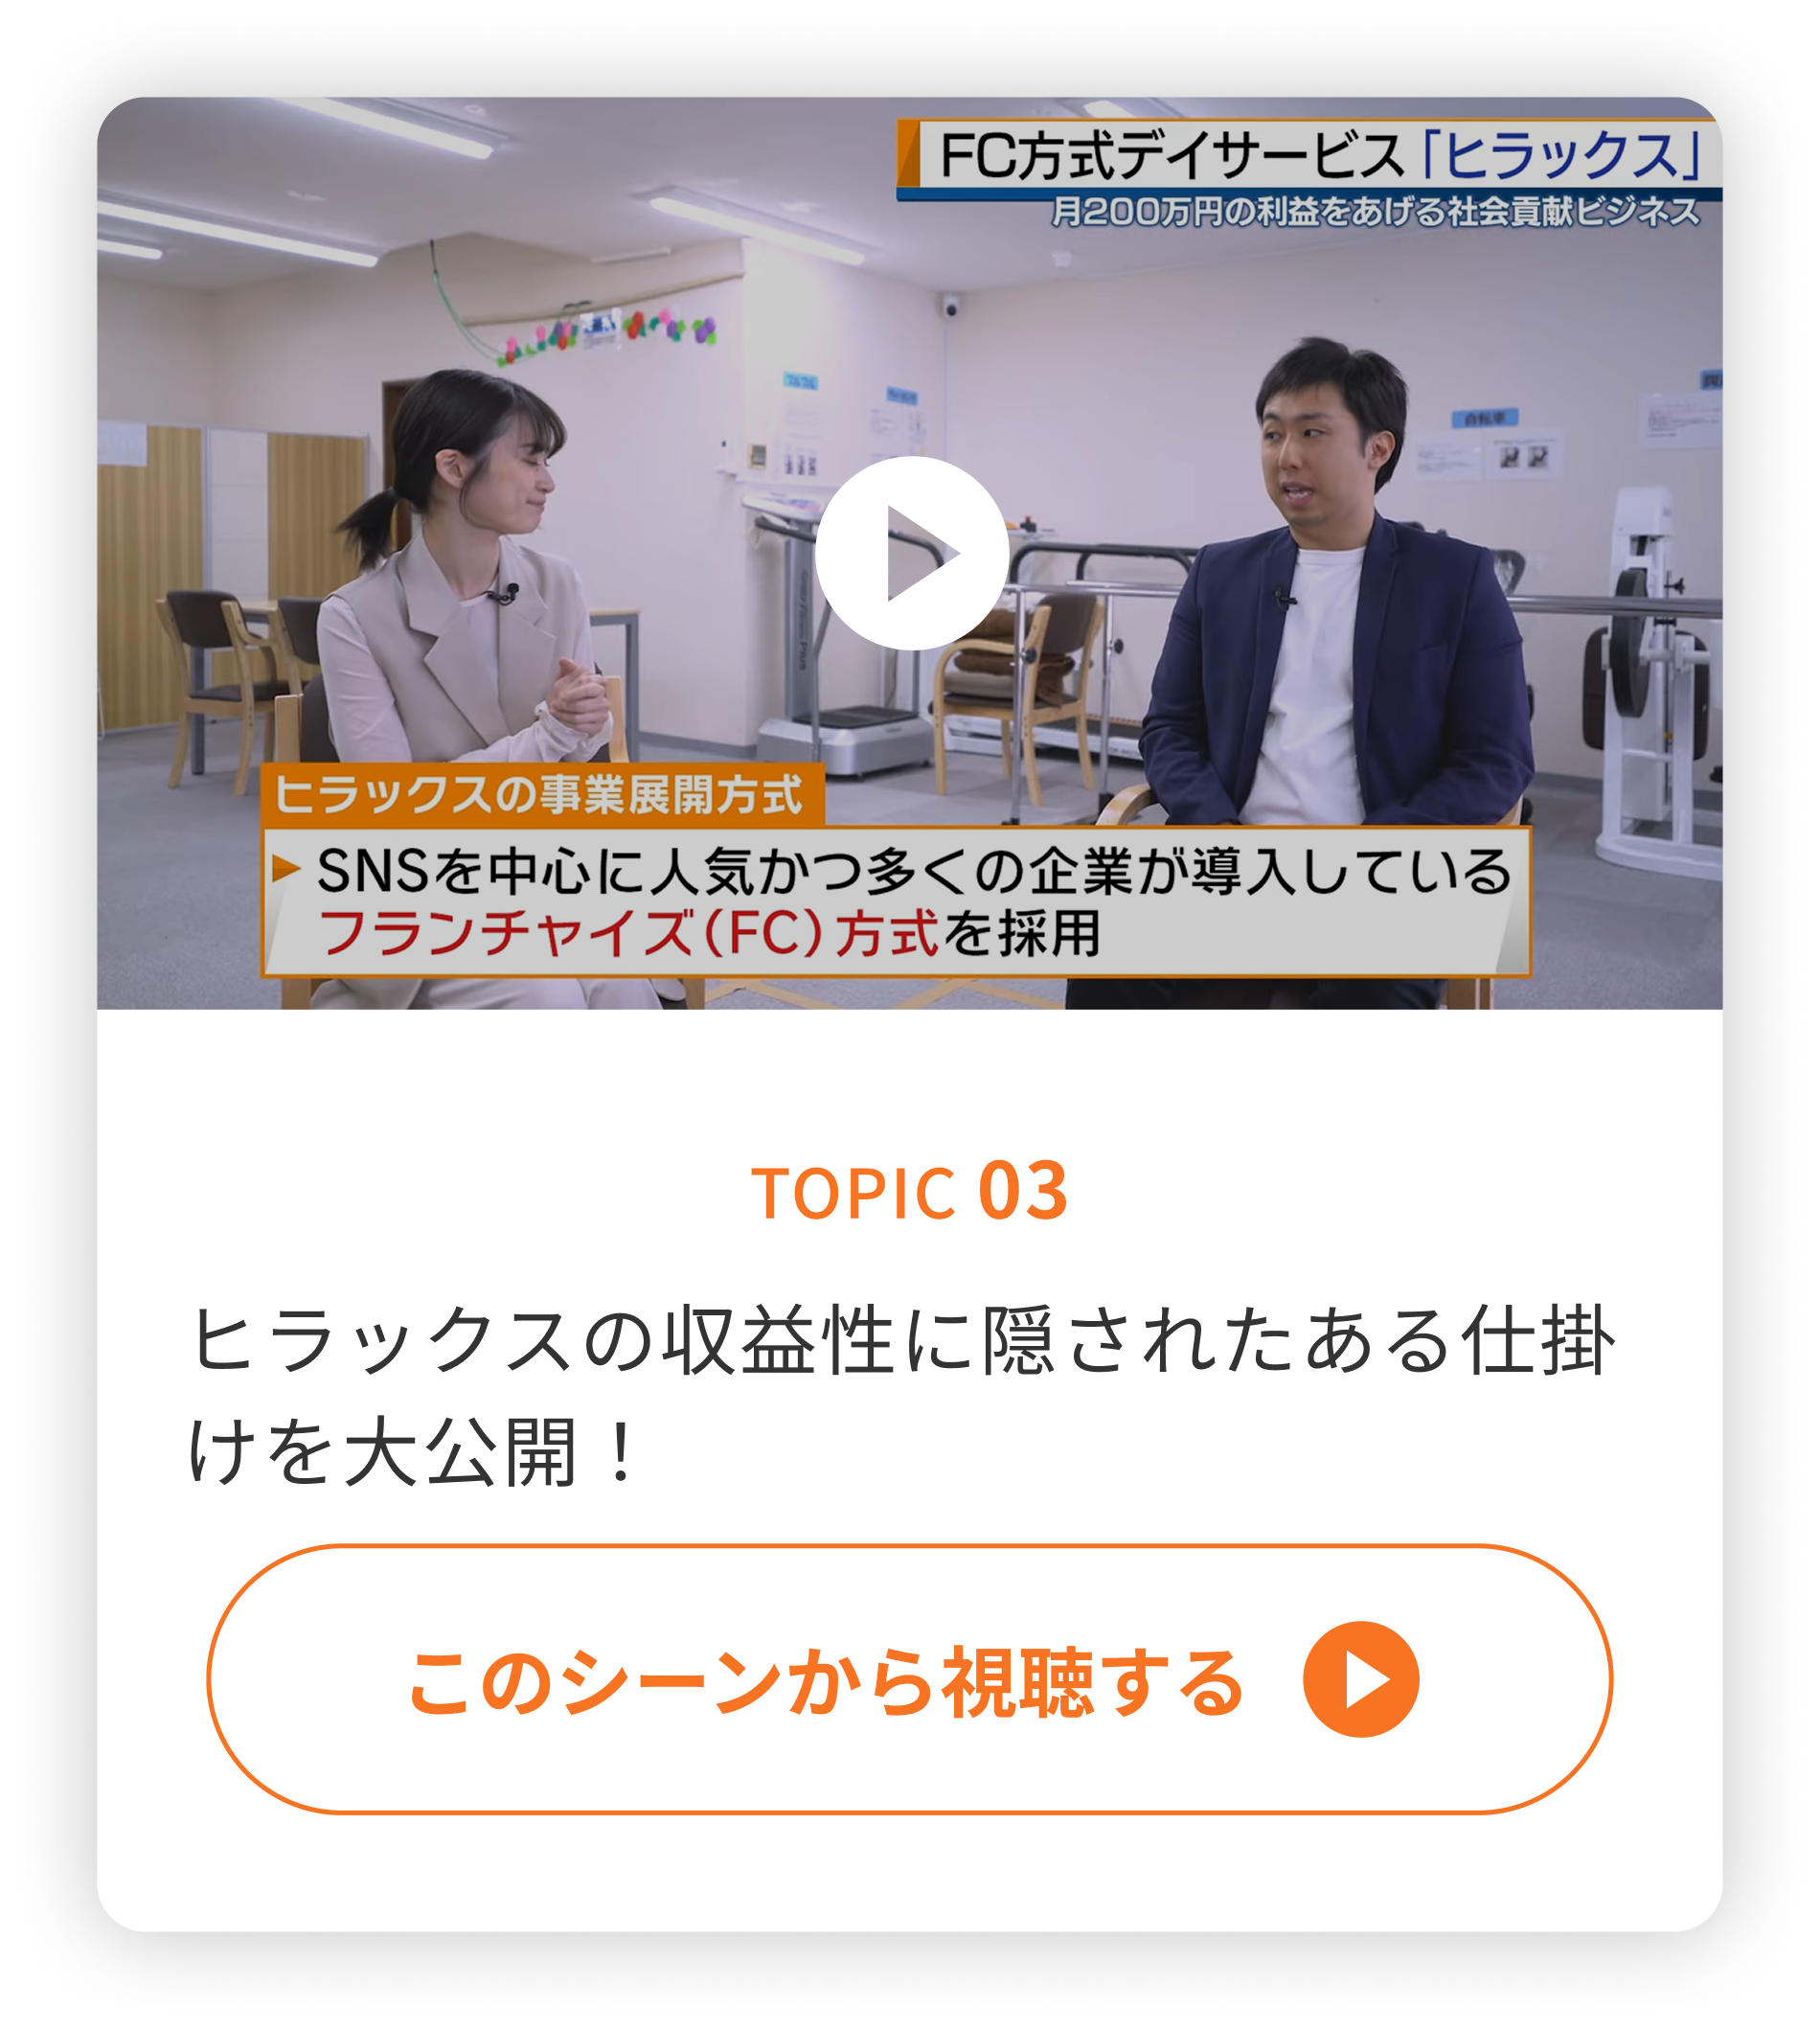 FC方式デイサービス「ヒラックス」
月200万円の利益をあげる社会貢献ビジネス
自転車
ヒラックスの事業展開方式
SNSを中心に人気かつ多くの企業が導入している
フランチャイズ(FC)方式を採用
TOPIC 03
ヒラックスの収益性に隠されたある仕掛
けを大公開！
このシーンから視聴する